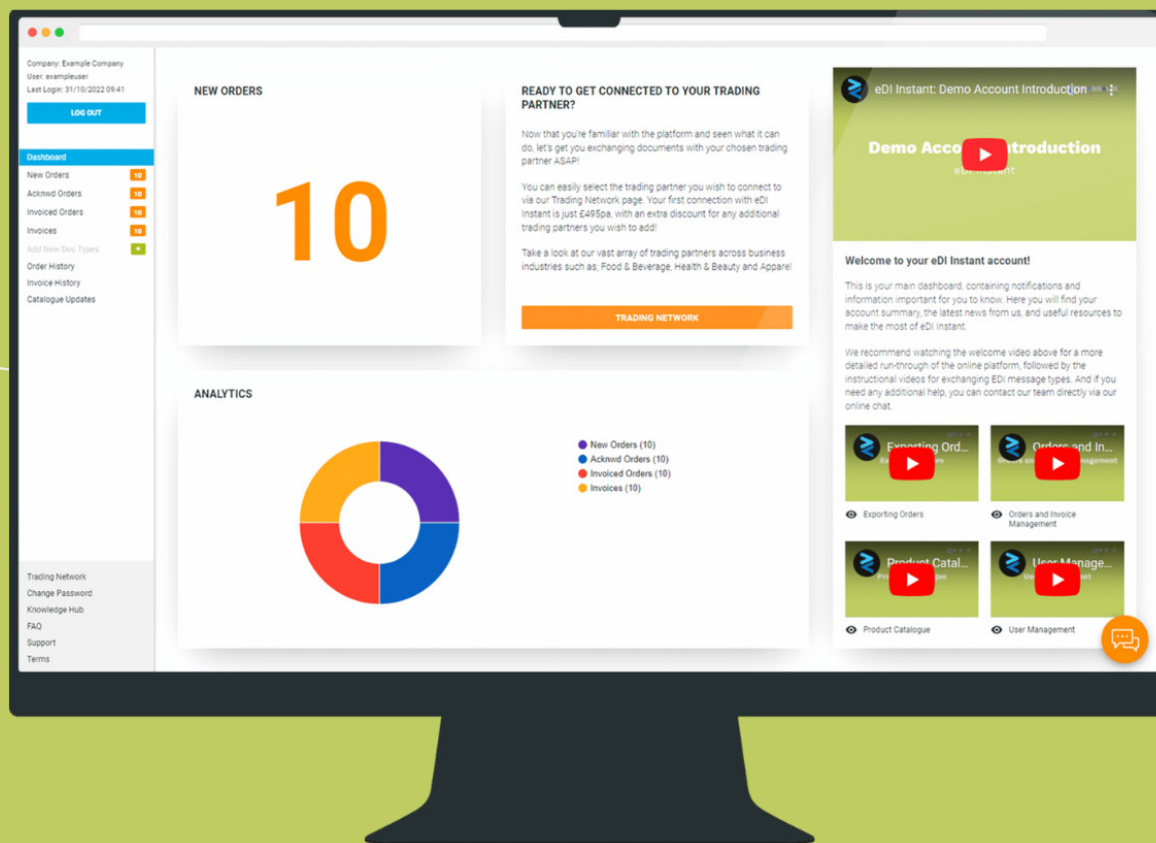 Company: Example Company
User: exampleuser
Last Login: 31/10/2022 09:41
LOG OUT
Dashboard
New Orders 10
Acknwd Orders 10
Invoiced Orders 10
Invoices 10
Add New Doc Types +
Order History
Invoice History
Catalogue Updates
Trading Network
Change Password
Knowledge Hub
FAQ
Support
Terms
NEW ORDERS
10
READY TO GET CONNECTED TO YOUR TRADING
PARTNER?
Now that you're familiar with the platform and seen what it can
do, let's get you exchanging documents with your chosen trading
partner ASAP!
You can easily select the trading partner you wish to connect to
via our Trading Network page. Your first connection with eDI
Instant is just £495pa, with an extra discount for any additional
trading partners you wish to add!
Take a look at our vast array of trading partners across business
industries such as; Food & Beverage, Health & Beauty and Apparel
TRADING NETWORK
ANALYTICS
New Orders (10)
Acknwd Orders (10)
Invoiced Orders (10)
Invoices (10)
eDI Instant: Demo Account Introduction
Welcome to your eDI Instant account!
This is your main dashboard, containing notifications and
information important for you to know. Here you will find your
account summary, the latest news from us, and useful resources to
make the most of eDI Instant.
We recommend watching the welcome video above for a more
detailed run-through of the online platform, followed by the
instructional videos for exchanging EDI message types. And if you
need any additional help, you can contact our team directly via our
online chat.
Exporting Ord...
Orders and In...
Exporting Orders
Orders and Invoice
Management
Product Catal...
User Manage...
Product Catalogue
User Management